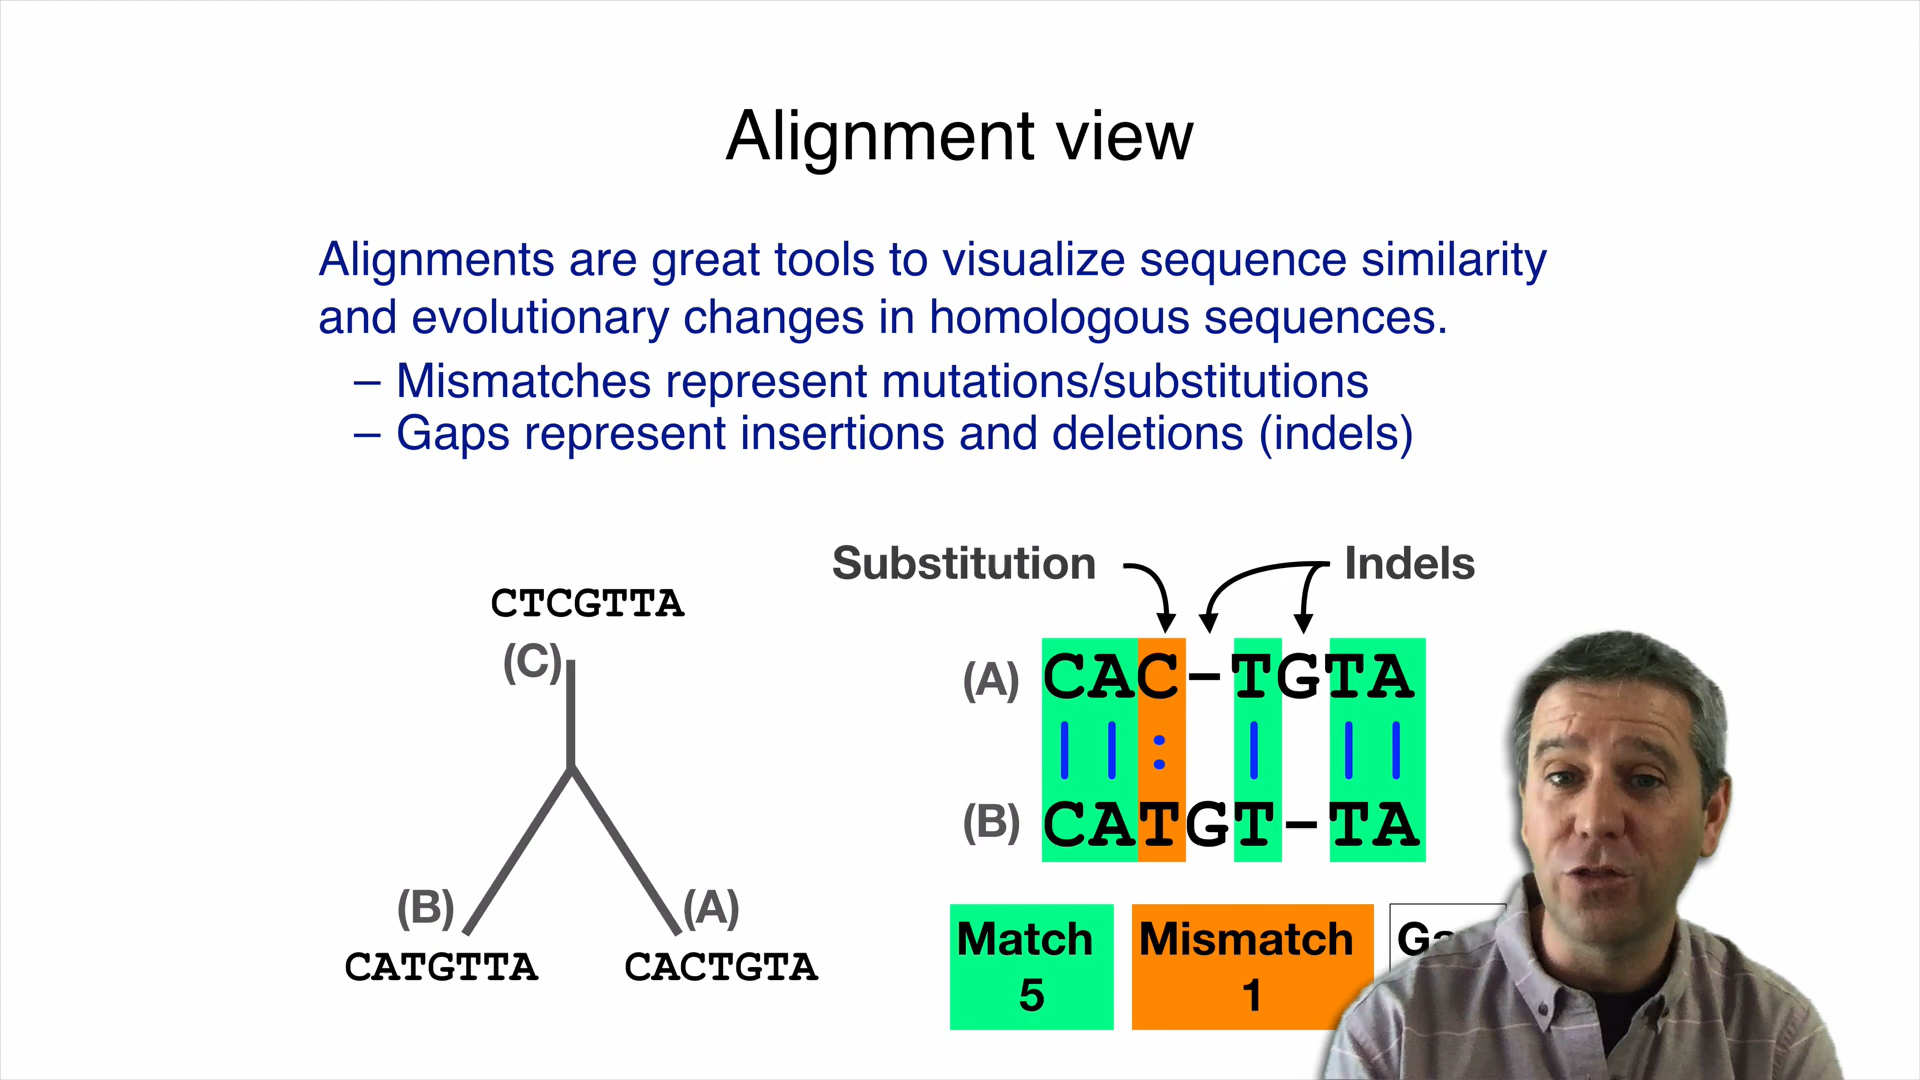 Alignment view
Alignments are great tools to visualize sequence similarity
and evolutionary changes in homologous sequences.
– Mismatches represent mutations/substitutions
– Gaps represent insertions and deletions (indels)
Substitution
Indels
CTCGTTA
(C)
(B)
(A)
CATGTTA
CACTGTA
(A) CAC-TGTA
(B) CATGT-TA
Match
5
Mismatch
1